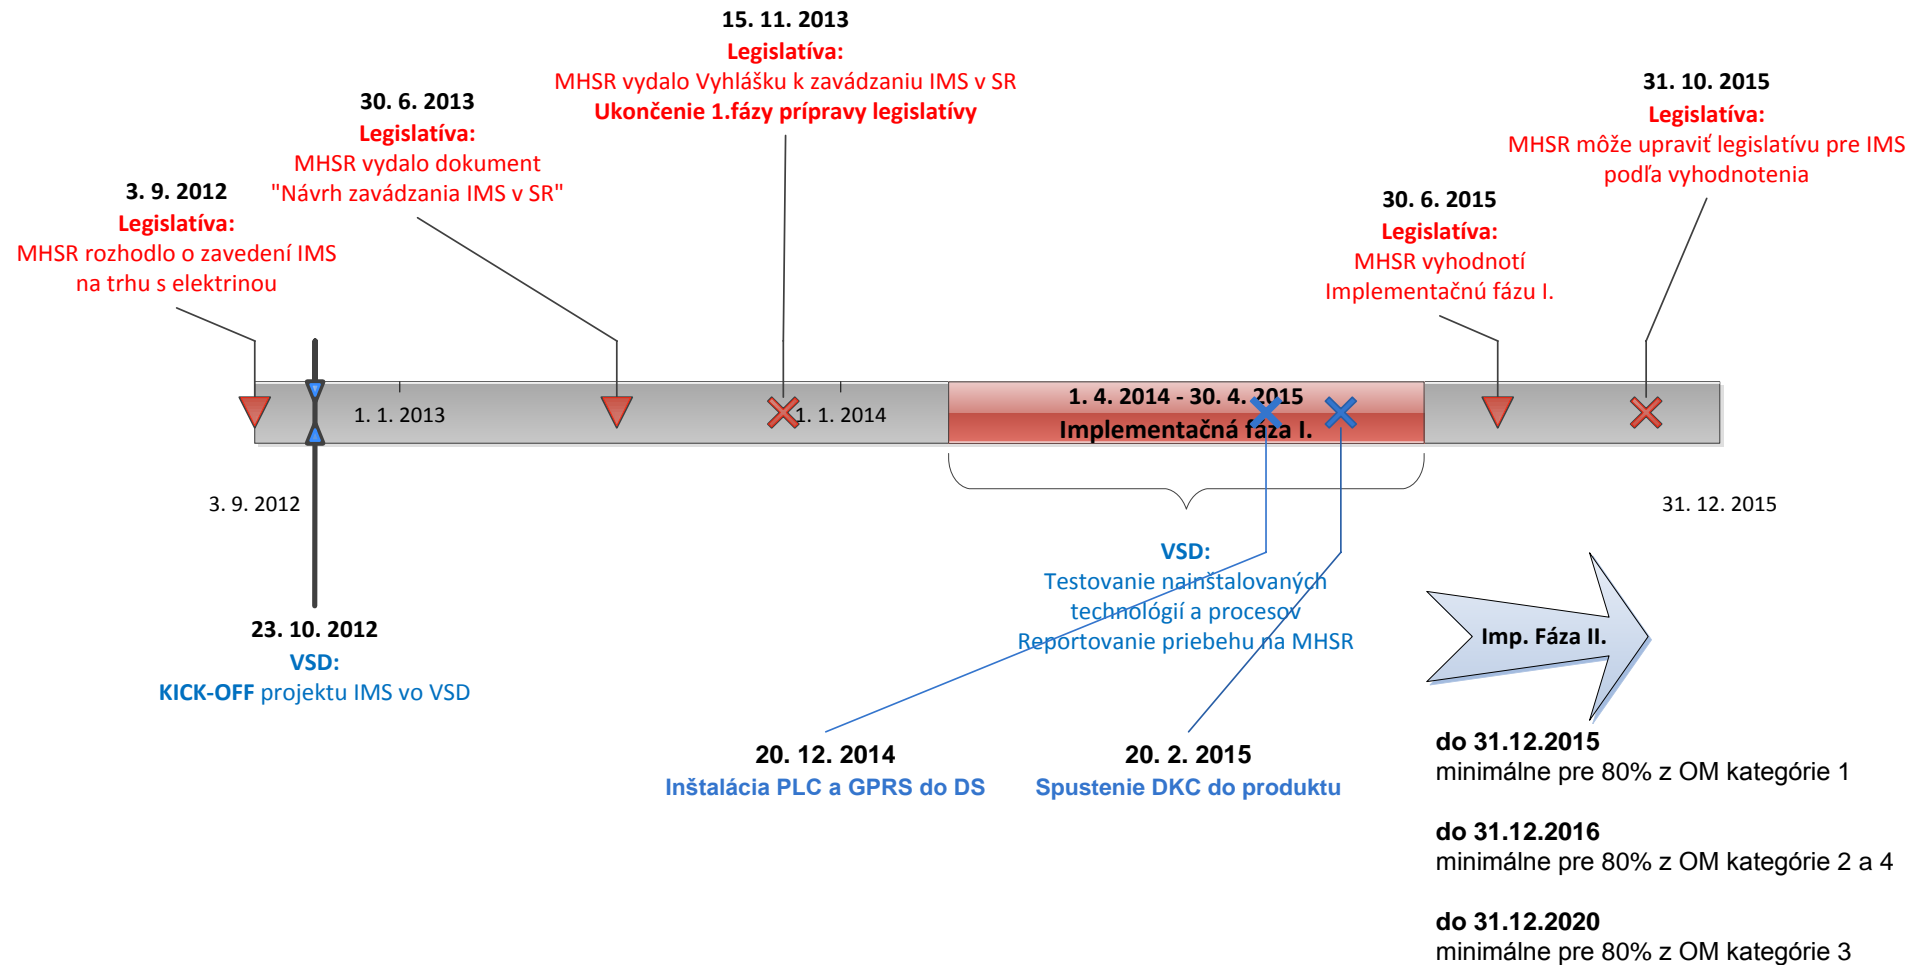 15. 11. 2013
Legislatíva:
MHSR vydalo Vyhlášku k zavádzaniu IMS v SR
Ukončenie 1.fázy prípravy legislatívy
30. 6. 2013
Legislatíva:
MHSR vydalo dokument
"Návrh zavádzania IMS v SR"
3. 9. 2012
Legislatíva:
MHSR rozhodlo o zavedení IMS
na trhu s elektrinou
31. 10. 2015
Legislatíva:
MHSR môže upraviť legislatívu pre IMS
podľa vyhodnotenia
30. 6. 2015
Legislatíva:
MHSR vyhodnotí
Implementačnú fázu I.
1. 1. 2013
1. 1. 2014
1. 4. 2014 - 30. 4. 2015
Implementačná fáza I.
3. 9. 2012
31. 12. 2015
23. 10. 2012
VSD:
KICK-OFF projektu IMS vo VSD
VSD:
Testovanie nainštalovaných
technológií a procesov
Reportovanie priebehu na MHSR
Imp. Fáza II.
20. 12. 2014
Inštalácia PLC a GPRS do DS
20. 2. 2015
Spustenie DKC do produktu
do 31.12.2015
minimálne pre 80% z OM kategórie 1
do 31.12.2016
minimálne pre 80% z OM kategórie 2 a 4
do 31.12.2020
minimálne pre 80% z OM kategórie 3